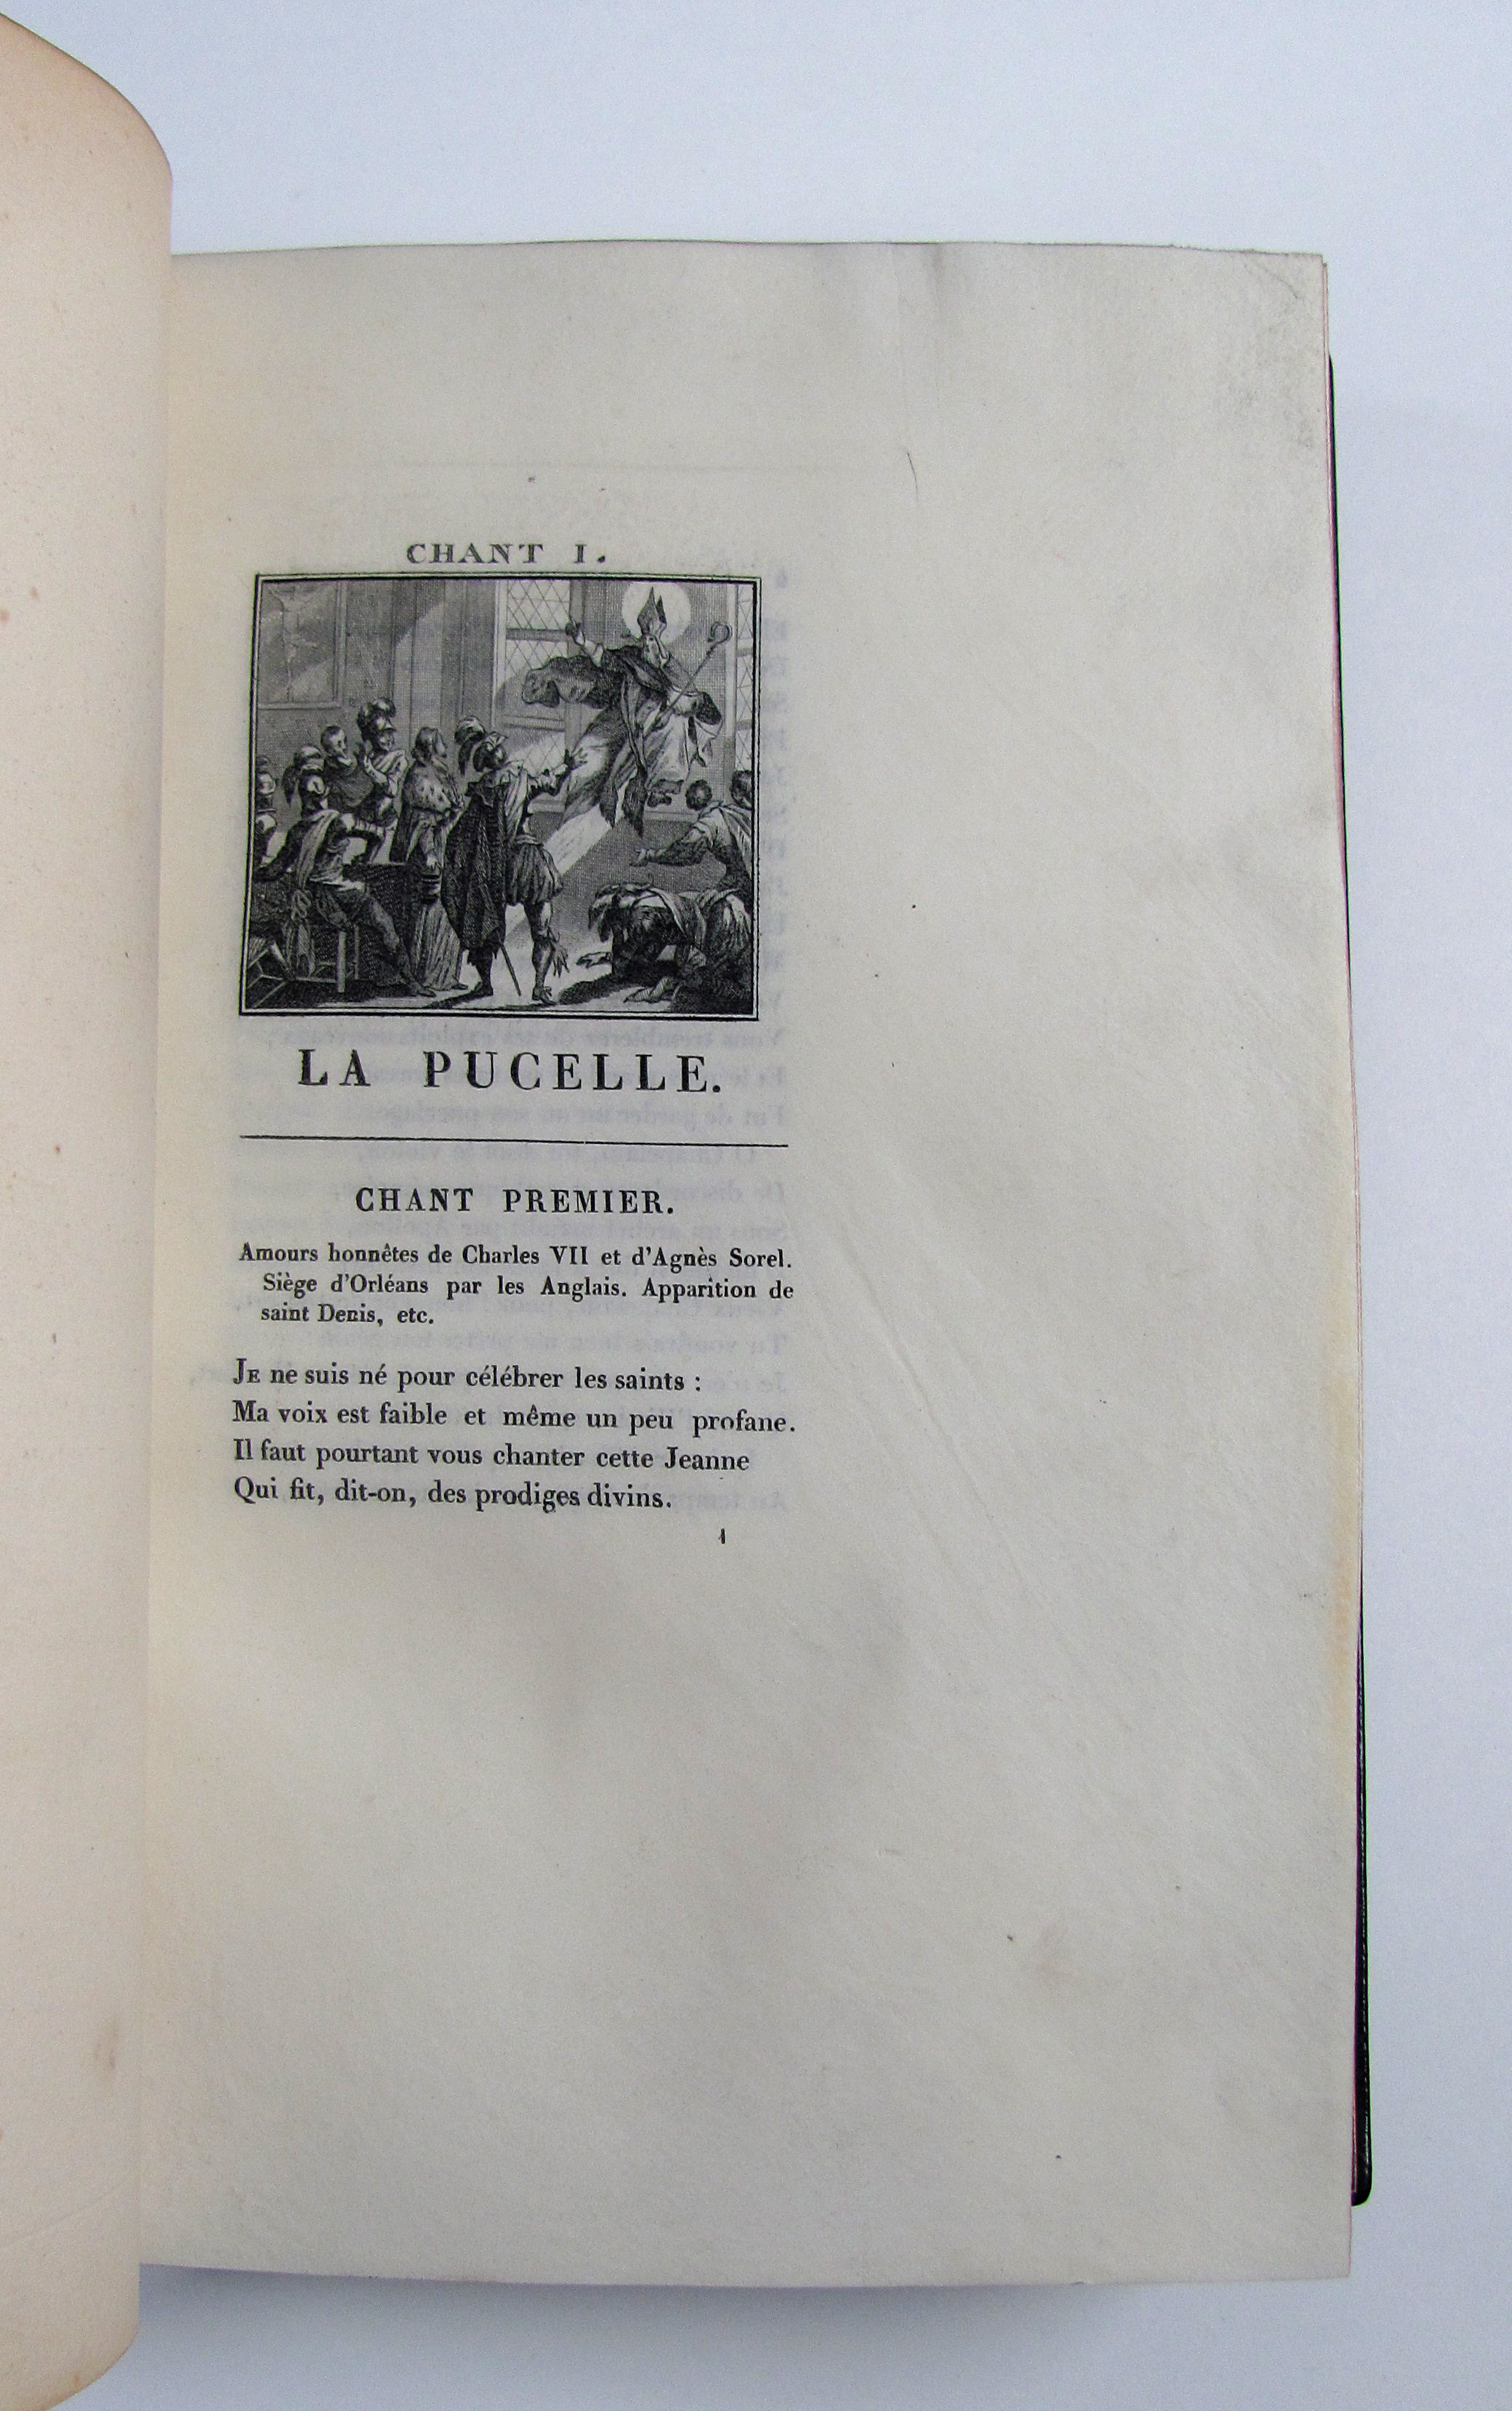 CHANT I.
LA PUCELLE.
CHANT PREMIER.
Amours honnêtes de Charles VII et d'Agnès Sorel.
Siège d'Orléans par les Anglais. Apparition de
saint Denis, etc.
JE ne suis né pour célébrer les saints :
Ma voix est faible et même un peu profane.
Il faut pourtant vous chanter cette Jeanne
Qui fit, dit-on, des prodiges divins.
1